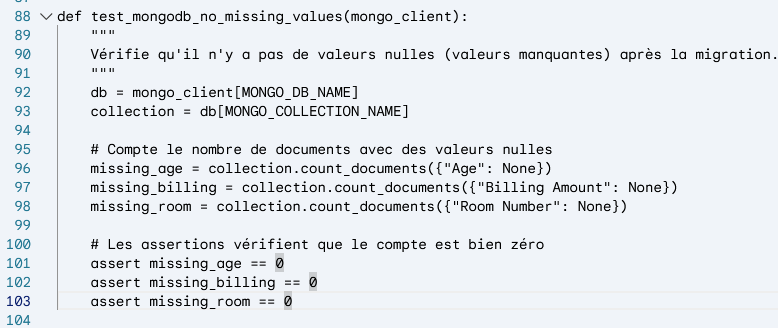 88 def test_mongodb_no_missing_values(mongo_client):
89     """
90     Vérifie qu'il n'y a pas de valeurs nulles (valeurs manquantes) après la migration.
91     """
92     db = mongo_client[MONGO_DB_NAME]
93     collection = db[MONGO_COLLECTION_NAME]
94
95     # Compte le nombre de documents avec des valeurs nulles
96     missing_age = collection.count_documents({"Age": None})
97     missing_billing = collection.count_documents({"Billing Amount": None})
98     missing_room = collection.count_documents({"Room Number": None})
99
100     # Les assertions vérifient que le compte est bien zéro
101     assert missing_age == 0
102     assert missing_billing == 0
103     assert missing_room == 0
104